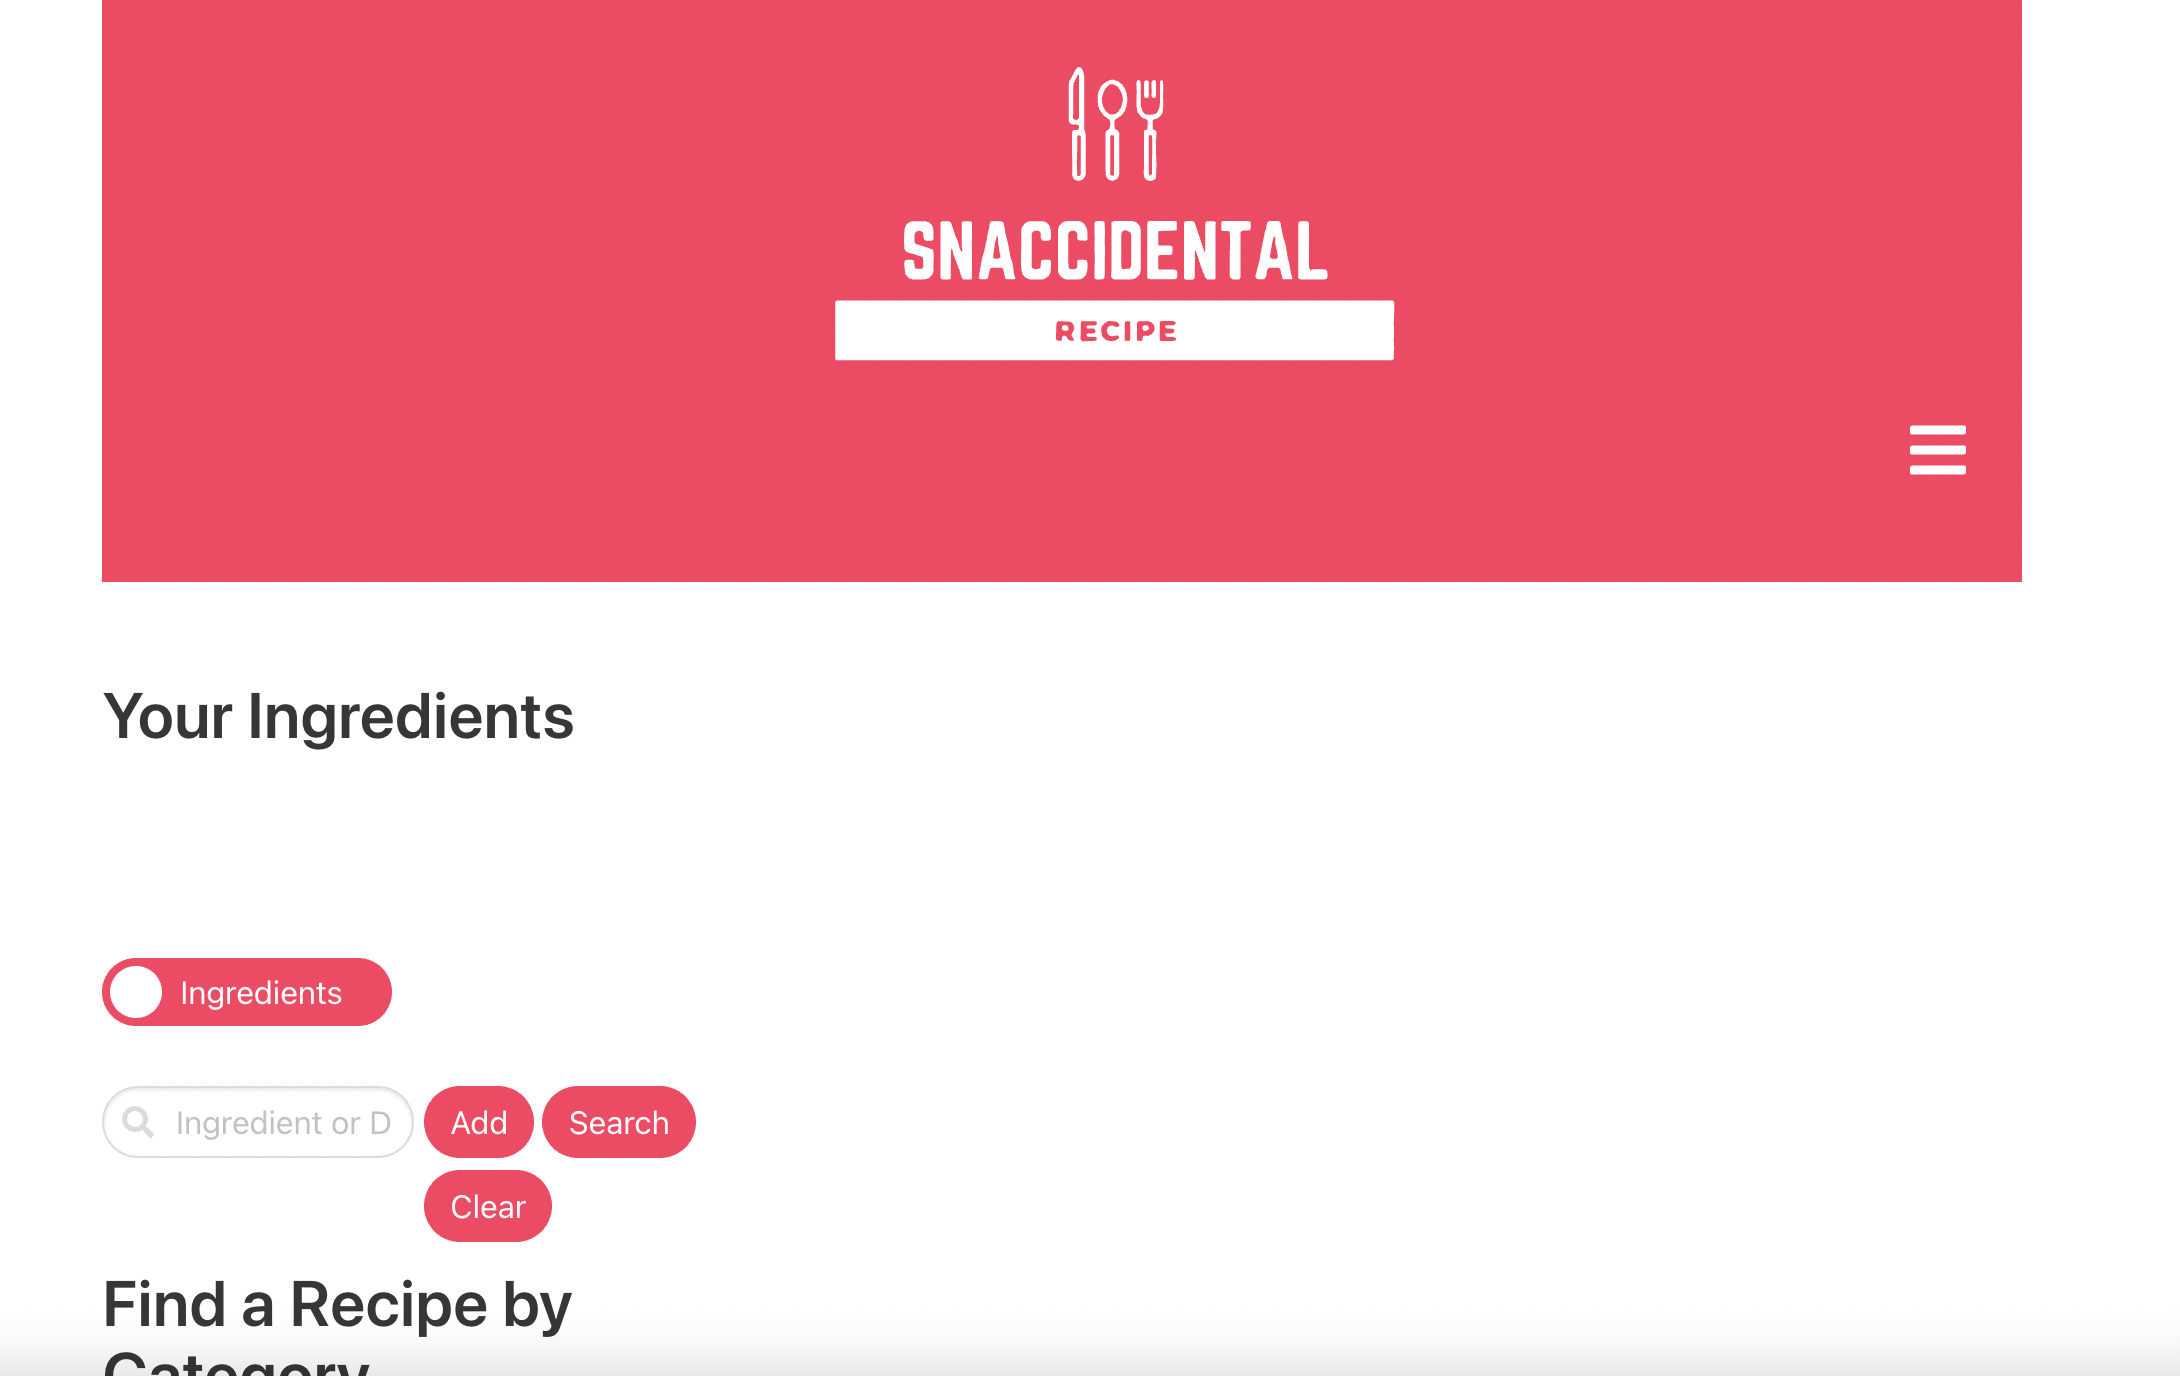 SNACCIDENTAL
RECIPE
Your Ingredients
Ingredients
Ingredient or D
Add
Search
Clear
Find a Recipe by
Category